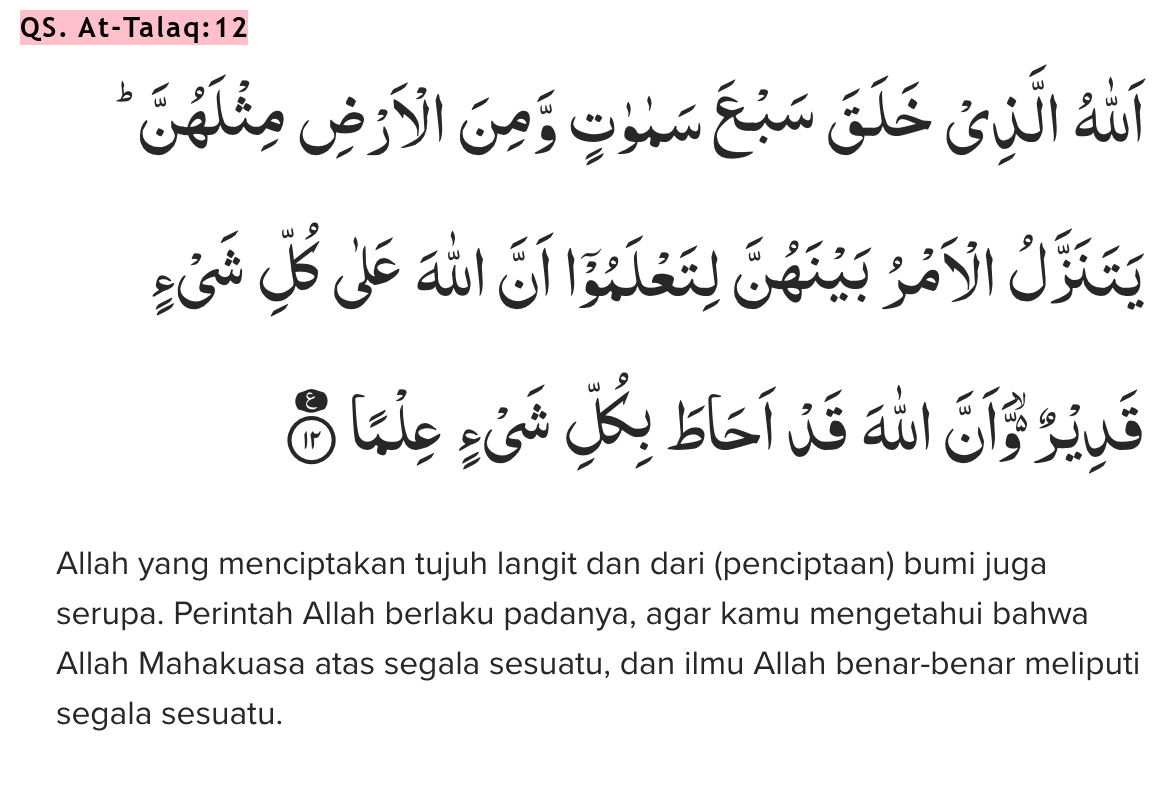 QS. At-Talaq:12
اَللّٰهُ الَّذِيْ خَلَقَ سَبْعَ سَمٰوٰتٍ وَّمِنَ الْاَرْضِ مِثْلَهُنَّ ۗ
يَتَنَزَّلُ الْاَمْرُ بَيْنَهُنَّ لِتَعْلَمُوْٓا اَنَّ اللّٰهَ عَلٰى كُلِّ شَيْءٍ
قَدِيْرٌ ەۙ وَّاَنَّ اللّٰهَ قَدْ اَحَاطَ بِكُلِّ شَيْءٍ عِلْمًا ࣖ ١٢
Allah yang menciptakan tujuh langit dan dari (penciptaan) bumi juga
serupa. Perintah Allah berlaku padanya, agar kamu mengetahui bahwa
Allah Mahakuasa atas segala sesuatu, dan ilmu Allah benar-benar meliputi
segala sesuatu.